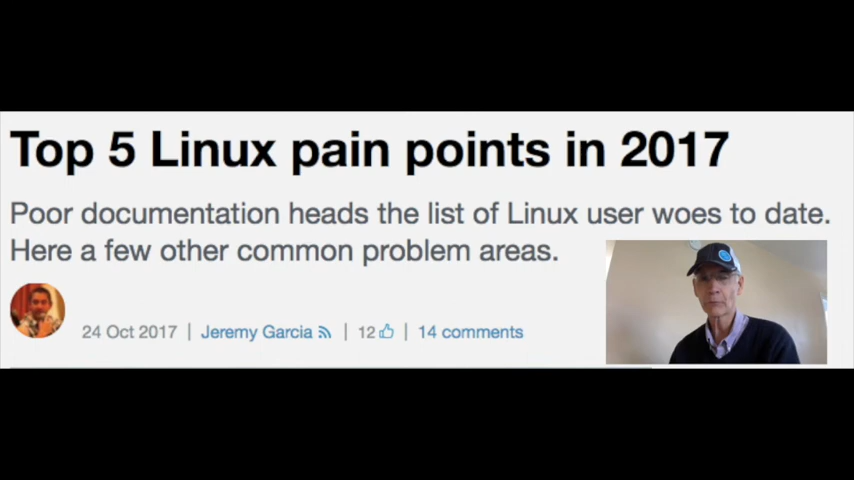 Top 5 Linux pain points in 2017
Poor documentation heads the list of Linux user woes to date.
Here a few other common problem areas.
24 Oct 2017 | Jeremy Garcia | 12 | 14 comments